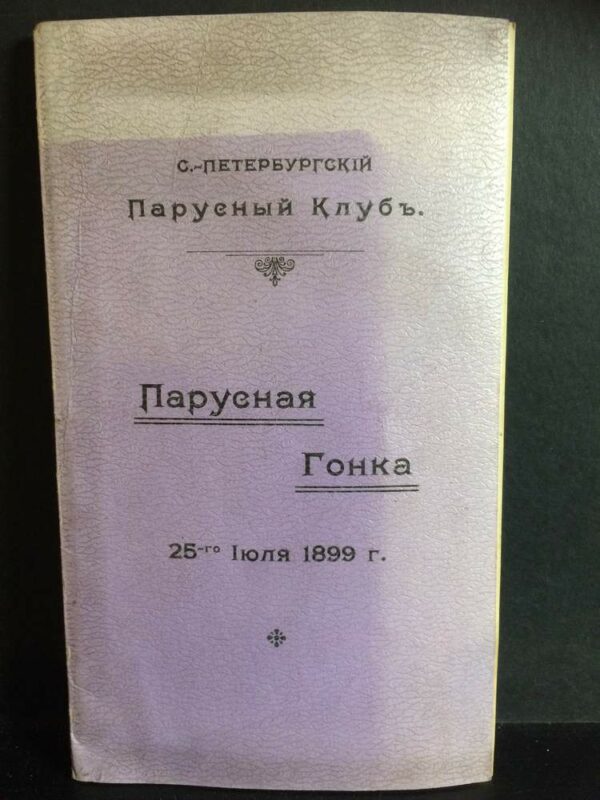 С.-ПЕТЕРБУРГСКІЙ
Парусный Клубъ.
Парусная
Гонка
25-го Іюля 1899 г.